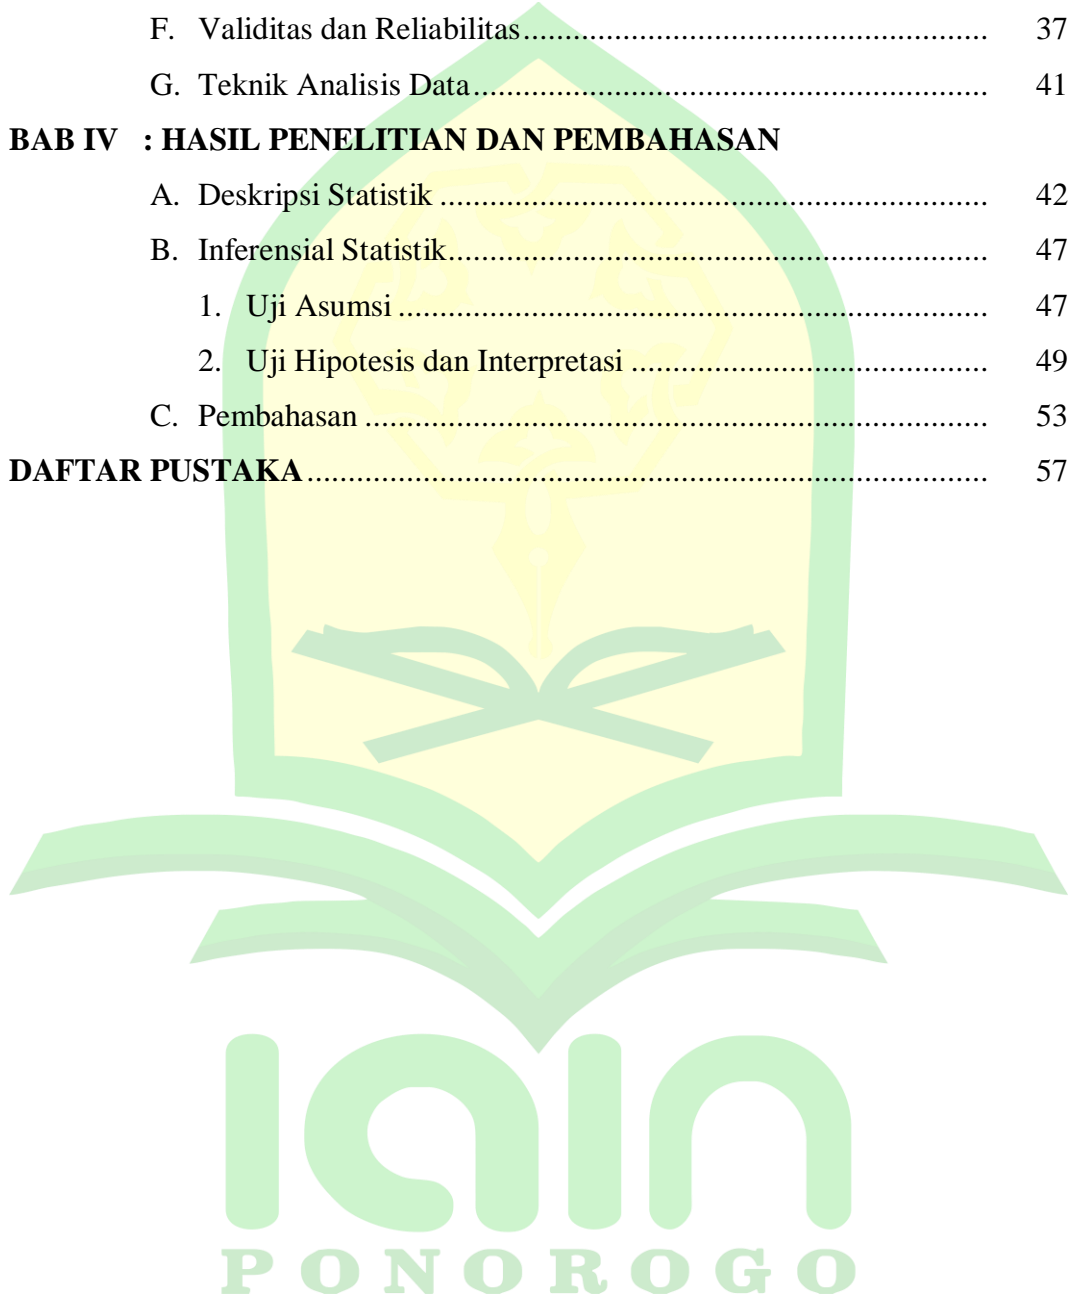 F. Validitas dan Reliabilitas.......................................................... 37
G. Teknik Analisis Data................................................................ 41
BAB IV : HASIL PENELITIAN DAN PEMBAHASAN
A. Deskripsi Statistik .................................................................... 42
B. Inferensial Statistik................................................................... 47
1. Uji Asumsi ......................................................................... 47
2. Uji Hipotesis dan Interpretasi ............................................ 49
C. Pembahasan ............................................................................. 53
DAFTAR PUSTAKA..................................................................................... 57
iain
PONOROGO